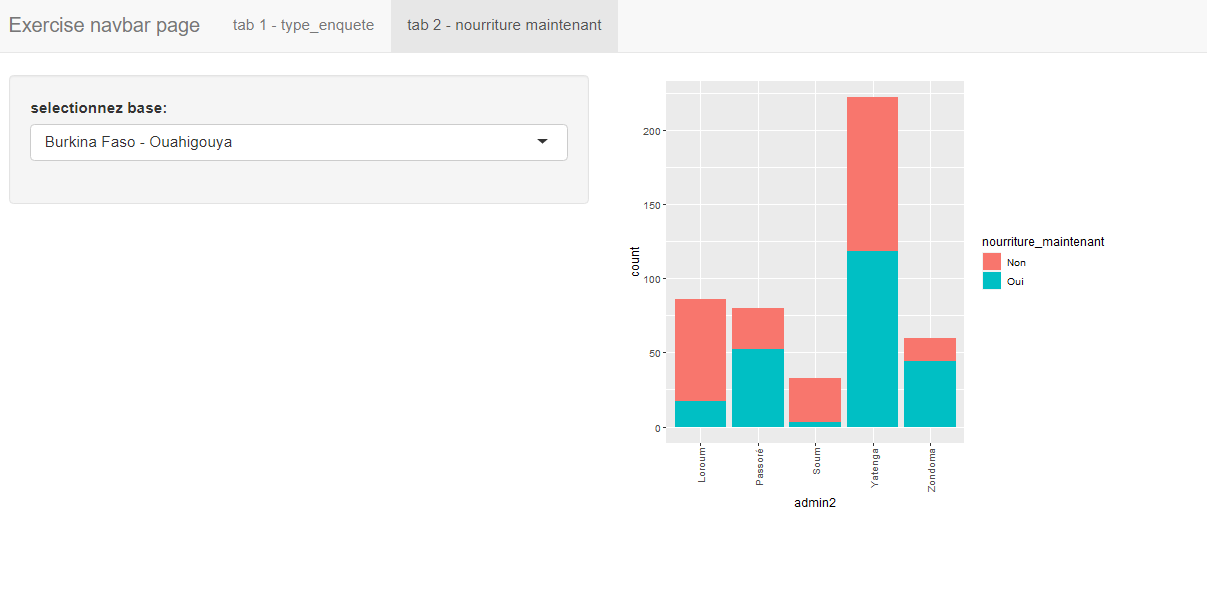 Exercise navbar page
tab 1 - type_enquete
tab 2 - nourriture maintenant
selectionnez base:
Burkina Faso - Ouahigouya
count
200
150
100
50
0
Loroum
Passoré
Soum
Yatenga
Zondoma
admin2
nourriture_maintenant
Non
Oui